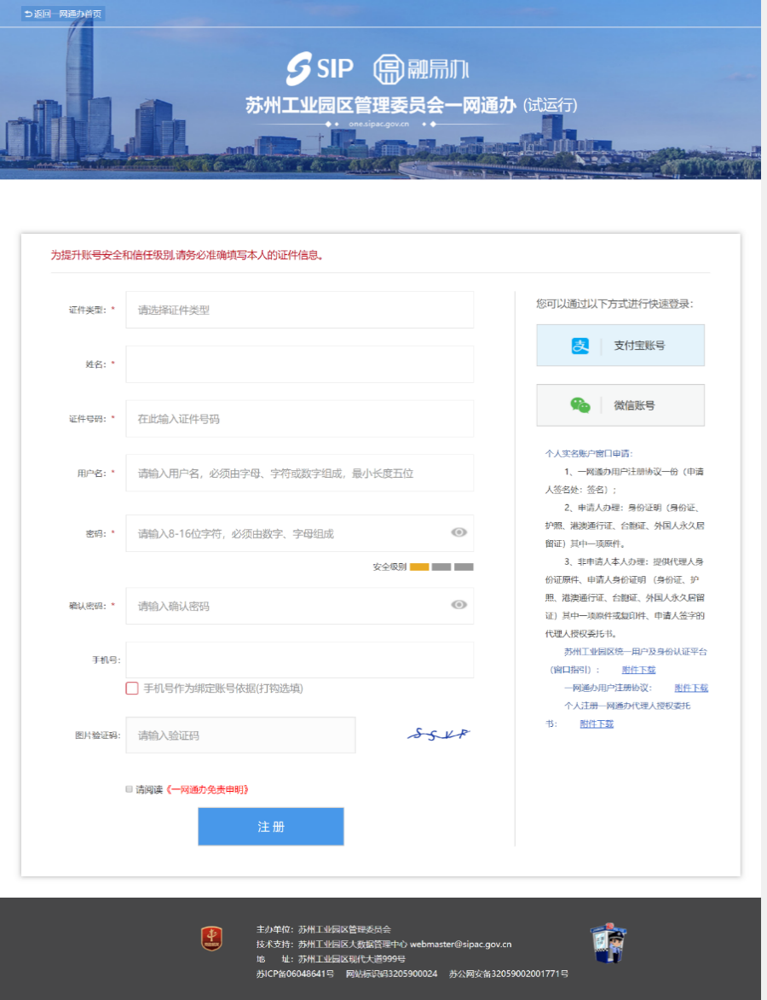 返回一网通办首页
SIP 融易办
苏州工业园区管理委员会一网通办 (试运行)
one.sipac.gov.cn
为提升账号安全和信任级别,请务必准确填写本人的证件信息。
证件类型: * 请选择证件类型
姓名: *
证件号码: * 在此输入证件号码
用户名: * 请输入用户名，必须由字母、字符或数字组成，最小长度五位
密码: * 请输入8-16位字符，必须由数字、字母组成
安全级别
确认密码: * 请输入确认密码
手机号:
手机号作为绑定账号依据(打钩选填)
图片验证码: 请输入验证码
请阅读《一网通办免责申明》
注 册
您可以通过以下方式进行快速登录:
支 支付宝账号
微信账号
个人实名账户窗口申请:
1、一网通办用户注册协议一份（申请
人签名处：签名）;
2、申请人办理：身份证明（身份证、
护照、港澳通行证、台胞证、外国人永久居
留证）其中一项原件。
3、非申请人本人办理：提供代理人身
份证原件、申请人身份证明 （身份证、护
照、港澳通行证、台胞证、外国人永久居留
证）其中一项原件或复印件、申请人签字的
代理人授权委托书。
苏州工业园区统一用户及身份认证平台
（窗口指引）： 附件下载
一网通办用户注册协议: 附件下载
个人注册一网通办代理人授权委托
书: 附件下载
主办单位：苏州工业园区管理委员会
技术支持：苏州工业园区大数据管理中心 webmaster@sipac.gov.cn
地 址：苏州工业园区现代大道999号
苏ICP备06048641号 网站标识码3205900024 苏公网安备32059002001771号